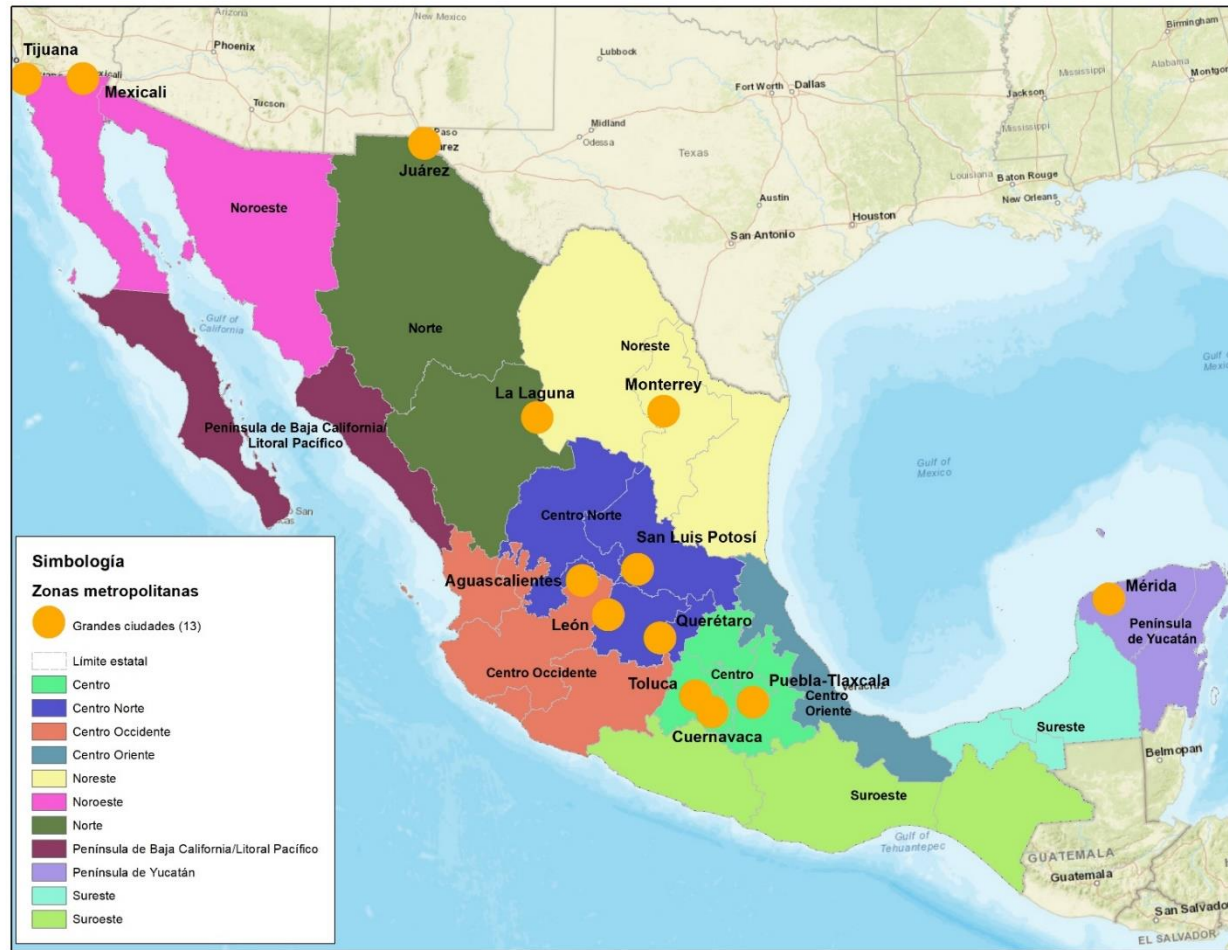 Arizona
New Mexico
Birmingham
Phoenix
Lubbock
Mississippi
Alabama
Tijuana
Fort Worth
Dallas
Jackson
Montgom
Mexicali
Tucson
Midland
Odessa
Mississippi
Paso
Juárez
Texas
Louisiana
Baton Rouge
New Orleans
Austin
Houston
Noroeste
San Antonio
Gulf of
California
Norte
Noreste
Monterrey
La Laguna
Península de Baja California/
Litoral Pacífico
Gulf of
Mexico
Centro Norte
San Luis Potosí
Aguascalientes
Mérida
León
Querétaro
Península
de Yucatán
Centro Occidente
Toluca
Centro
Puebla-Tlaxcala
Centro
Oriente
Sureste
Cuernavaca
Belmopan
Suroeste
Gulf of
Tehuantepec
GUATEMALA
Guatemala
San Salvador
EL SALVADOR
Simbología
Zonas metropolitanas
Grandes ciudades (13)
Límite estatal
Centro
Centro Norte
Centro Occidente
Centro Oriente
Noreste
Noroeste
Norte
Península de Baja California/Litoral Pacífico
Península de Yucatán
Sureste
Suroeste